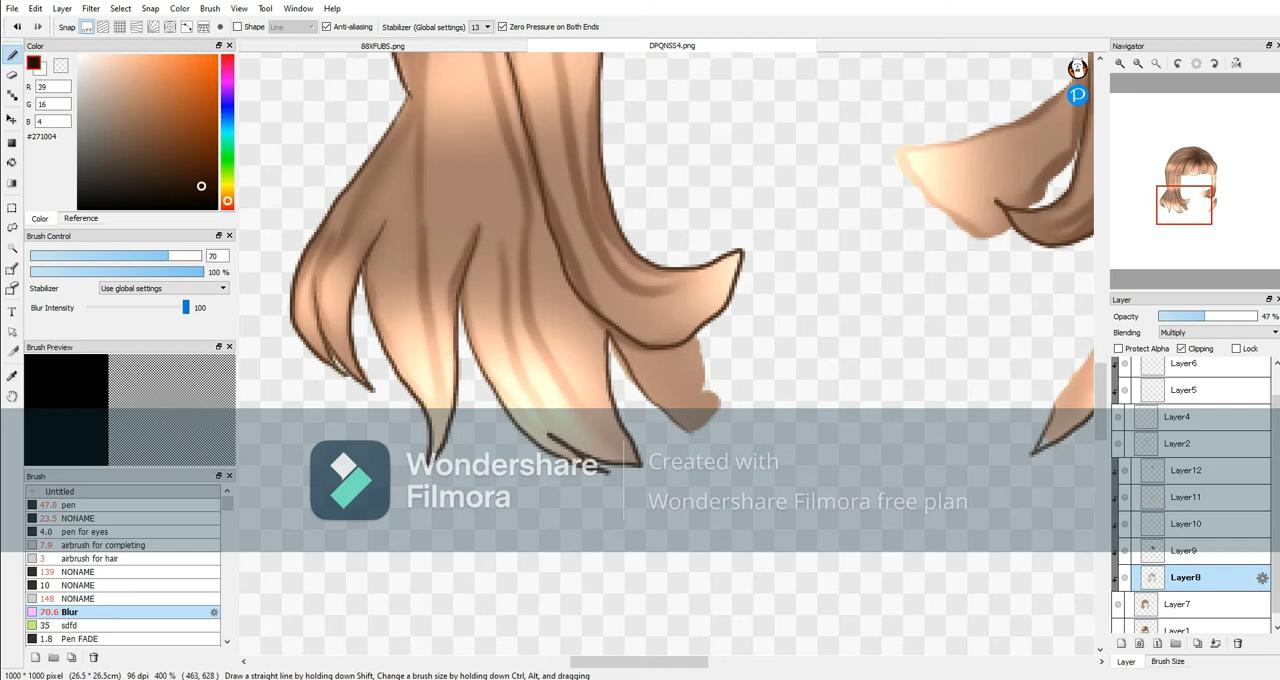 File Edit Layer Filter Select Snap Color Brush View Tool Window Help
Snap OFF Shape Line Anti-aliasing Stabilizer (Global settings) 13 Zero Pressure on Both Ends
Color 88XFUBS.png DPQNSS4.png Navigator
R 39
G 16
B 4
#271004
Color Reference
Brush Control
70
100 %
Stabilizer Use global settings
Blur Intensity 100
Brush Preview
Brush
Untitled
47.0 pen
23.5 NONAME
4.0 pen for eyes
7.9 airbrush for completing
3 airbrush for hair
139 NONAME
10 NONAME
148 NONAME
70.6 Blur
35 sdfd
1.8 Pen FADE
Wondershare
Filmora
Created with
Wondershare Filmora free plan
Layer
Opacity 47 %
Blending Multiply
Protect Alpha Clipping Lock
Layer6
Layer5
Layer4
Layer2
Layer12
Layer11
Layer10
Layer9
Layer8
Layer7
Layer1
Layer Brush Size
1000 * 1000 pixel (26.5 * 26.5cm) 96 dpi 400 % ( 463, 628 ) Draw a straight line by holding down Shift, Change a brush size by holding down Ctrl, Alt, and dragging